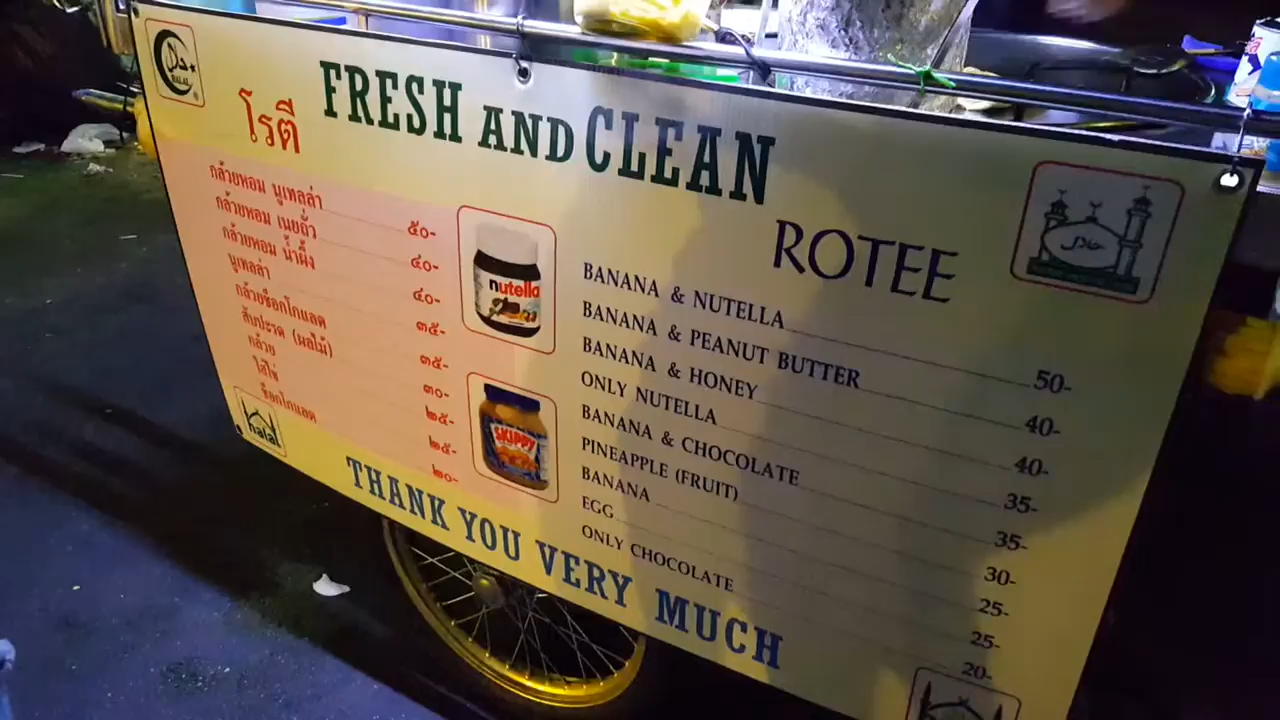 حلال
HALAL
โรตี
FRESH AND CLEAN
ROTEE
กล้วยหอม นูเทลล่า ๕๐-
กล้วยหอม เนยถั่ว ๔๐-
กล้วยหอม น้ำผึ้ง ๔๐-
นูเทลล่า ๓๕-
กล้วยช็อกโกแลต ๓๕-
สับปะรด (ผลไม้) ๓๐-
กล้วย ๒๕-
ใส่ไข่ ๒๕-
ช็อกโกแลต ๒๐-
halal
nutella
SKIPPY
BANANA & NUTELLA 50-
BANANA & PEANUT BUTTER 40-
BANANA & HONEY 40-
ONLY NUTELLA 35-
BANANA & CHOCOLATE 35-
PINEAPPLE (FRUIT) 30-
BANANA 25-
EGG 25-
ONLY CHOCOLATE 20-
حلال
THANK YOU VERY MUCH